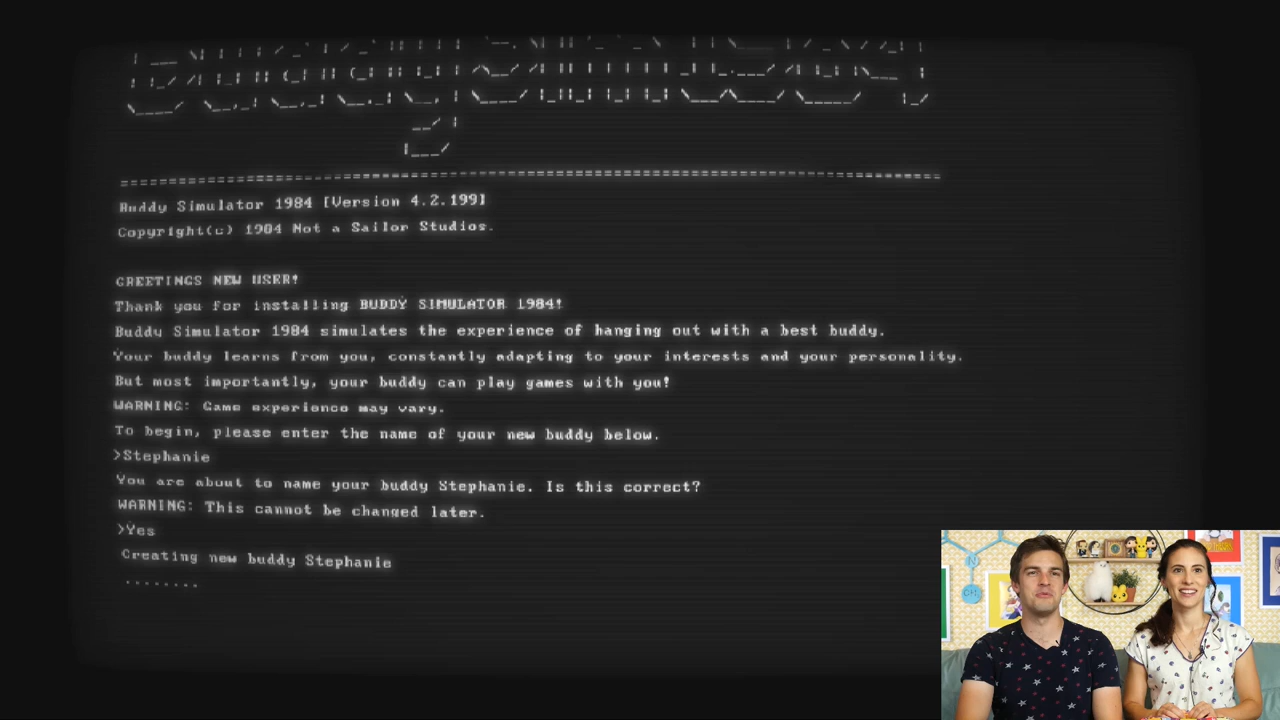 Buddy Simulator 1984 [Version 4.2.199]
Copyright(c) 1984 Not a Sailor Studios.
GREETINGS NEW USER!
Thank you for installing BUDDY SIMULATOR 1984!
Buddy Simulator 1984 simulates the experience of hanging out with a best buddy.
Your buddy learns from you, constantly adapting to your interests and your personality.
But most importantly, your buddy can play games with you!
WARNING: Game experience may vary.
To begin, please enter the name of your new buddy below.
>Stephanie
You are about to name your buddy Stephanie. Is this correct?
WARNING: This cannot be changed later.
>Yes
Creating new buddy Stephanie
........